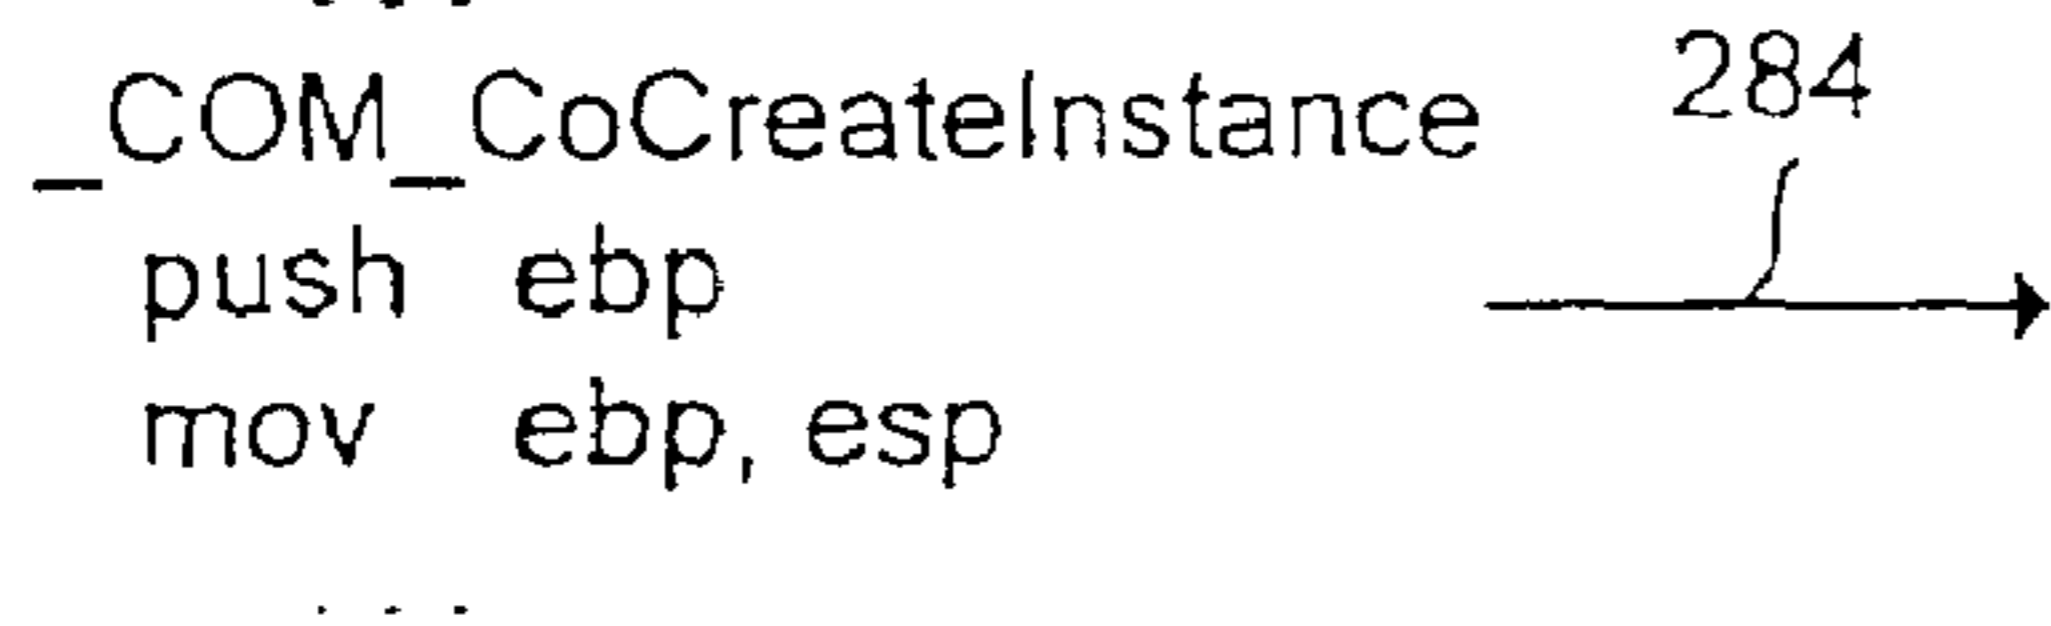 _COM_CoCreateInstance
284
push ebp
mov ebp, esp
. . .